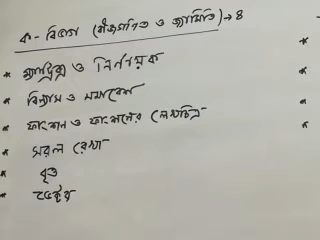 ক - বিভাগ (বীজগণিত ও জ্যামিতি) → ৪
* ম্যাট্রিক্স ও নির্ণায়ক
* বিন্যাস ও সমাবেশ
* ফাংশন ও ফাংশনের লেখচিত্র
* সরল রেখা
* বৃত্ত
* ভেক্টর